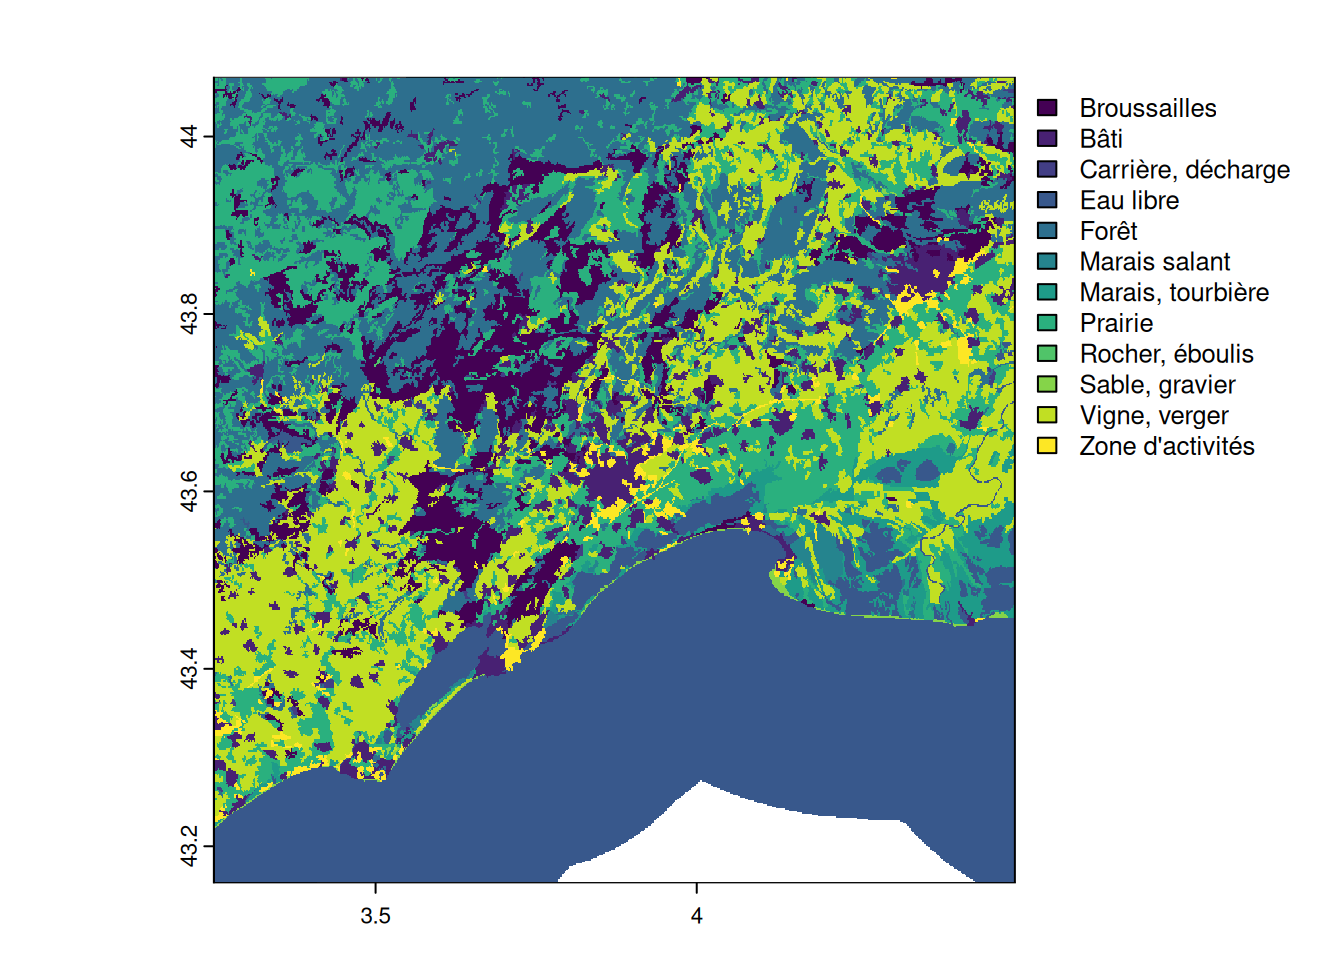 44
43.8
43.6
43.4
43.2
3.5
4
Broussailles
Bâti
Carrière, décharge
Eau libre
Forêt
Marais salant
Marais, tourbière
Prairie
Rocher, éboulis
Sable, gravier
Vigne, verger
Zone d'activités